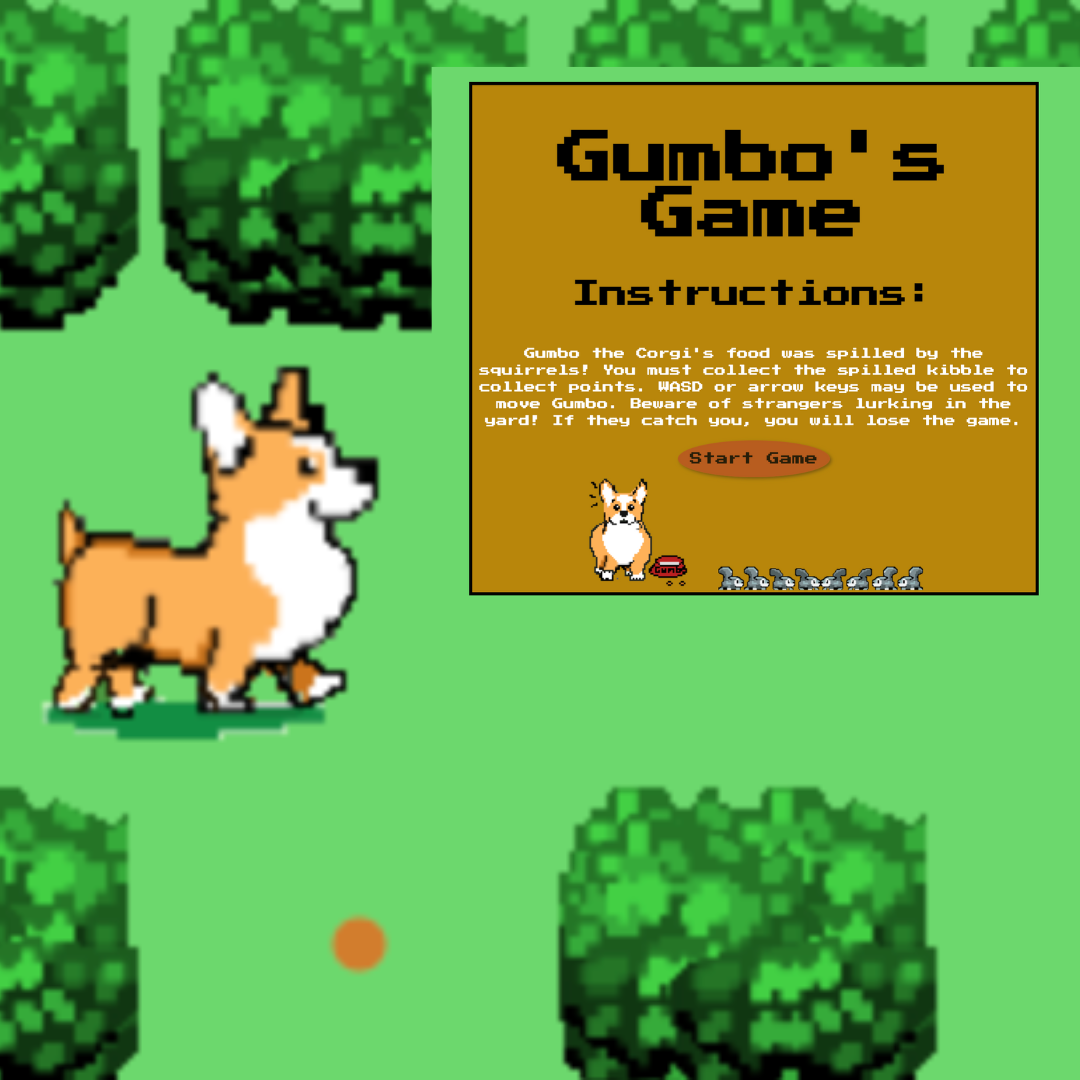 Gumbo's
Game
Instructions:
Gumbo the Corgi's food was spilled by the
squirrels! You must collect the spilled kibble to
collect points. WASD or arrow keys may be used to
move Gumbo. Beware of strangers lurking in the
yard! If they catch you, you will lose the game.
Start Game
Gumbo